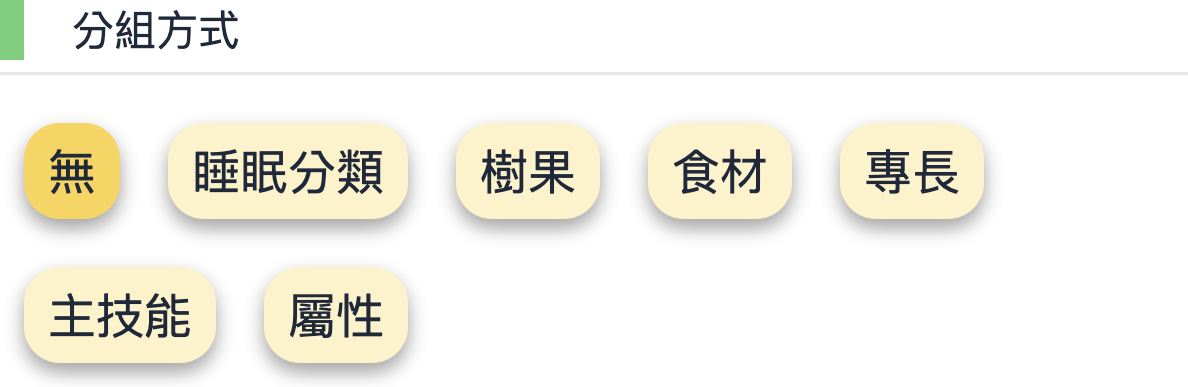 分組方式
無 睡眠分類 樹果 食材 專長
主技能 屬性